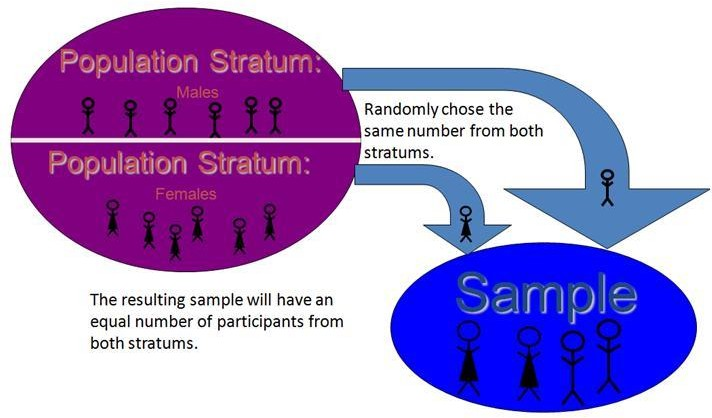 Population Stratum:
Males
Randomly chose the
same number from both
stratums.
Population Stratum:
Females
The resulting sample will have an
equal number of participants from
both stratums.
Sample